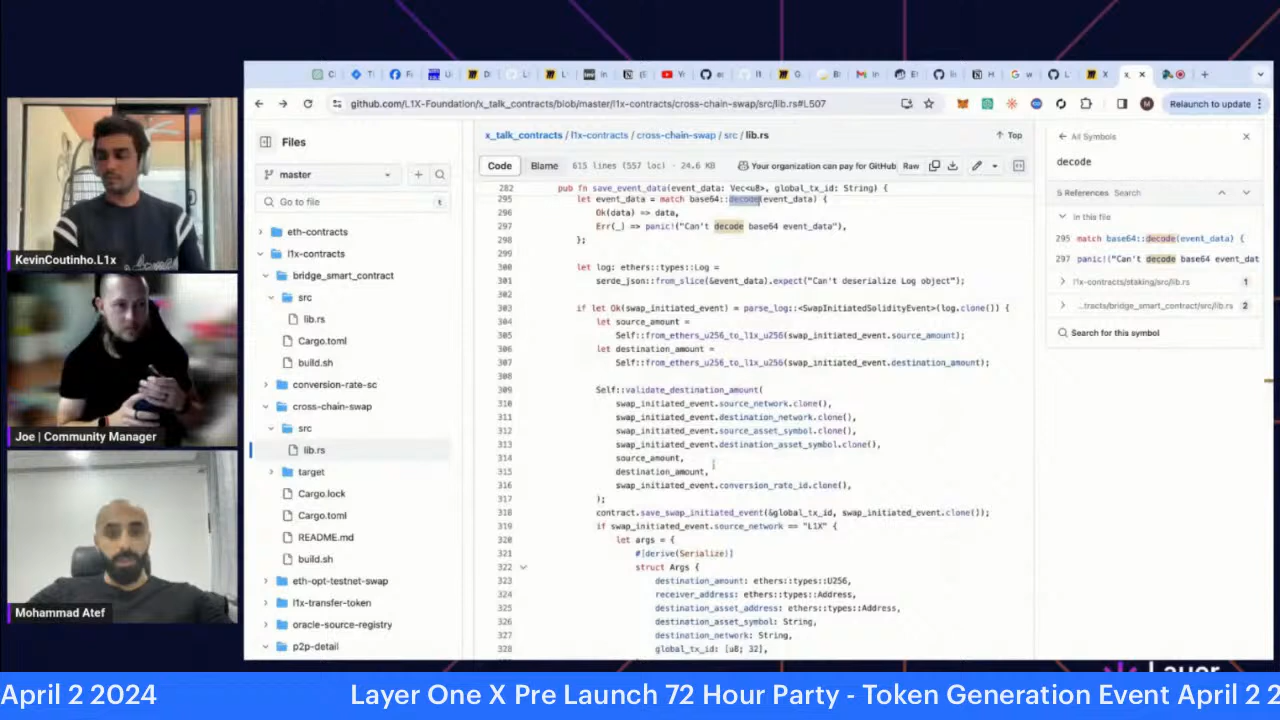 KevinCoutinho.L1x
Joe | Community Manager
Mohammad Atef
github.com/L1X-Foundation/x_talk_contracts/blob/master/l1x-contracts/cross-chain-swap/src/lib.rs#L507
Relaunch to update
Files
master
Go to file
t
eth-contracts
l1x-contracts
bridge_smart_contract
src
lib.rs
Cargo.toml
build.sh
conversion-rate-sc
cross-chain-swap
src
lib.rs
target
Cargo.lock
Cargo.toml
README.md
build.sh
eth-opt-testnet-swap
l1x-transfer-token
oracle-source-registry
p2p-detail
x_talk_contracts / l1x-contracts / cross-chain-swap / src / lib.rs
Top
Code Blame 615 lines (557 loc) · 24.6 KB Your organization can pay for GitHub Raw
282 pub fn save_event_data(event_data: Vec<u8>, global_tx_id: String) {
295 let event_data = match base64::decode(event_data) {
296 Ok(data) => data,
297 Err(_) => panic!("Can't decode base64 event_data"),
298 };
299
300 let log: ethers::types::Log =
301 serde_json::from_slice(&event_data).expect("Can't deserialize Log object");
302
303 if let Ok(swap_initiated_event) = parse_log::<SwapInitiatedSolidityEvent>(log.clone()) {
304 let source_amount =
305 Self::from_ethers_u256_to_l1x_u256(swap_initiated_event.source_amount);
306 let destination_amount =
307 Self::from_ethers_u256_to_l1x_u256(swap_initiated_event.destination_amount);
308
309 Self::validate_destination_amount(
310 swap_initiated_event.source_network.clone(),
311 swap_initiated_event.destination_network.clone(),
312 swap_initiated_event.source_asset_symbol.clone(),
313 swap_initiated_event.destination_asset_symbol.clone(),
314 source_amount,
315 destination_amount,
316 swap_initiated_event.conversion_rate_id.clone(),
317 );
318 contract.save_swap_initiated_event(&global_tx_id, swap_initiated_event.clone());
319 if swap_initiated_event.source_network == "L1X" {
320 let args = {
321 #[derive(Serialize)]
322 struct Args {
323 destination_amount: ethers::types::U256,
324 receiver_address: ethers::types::Address,
325 destination_asset_address: ethers::types::Address,
326 destination_asset_symbol: String,
327 destination_network: String,
328 global_tx_id: [u8; 32],
All Symbols
decode
5 References Search
In this file
295 match base64::decode(event_data) {
297 panic!("Can't decode base64 event_dat
l1x-contracts/staking/src/lib.rs 1
...tracts/bridge_smart_contract/src/lib.rs 2
Search for this symbol
April 2 2024 Layer One X Pre Launch 72 Hour Party - Token Generation Event April 2 2